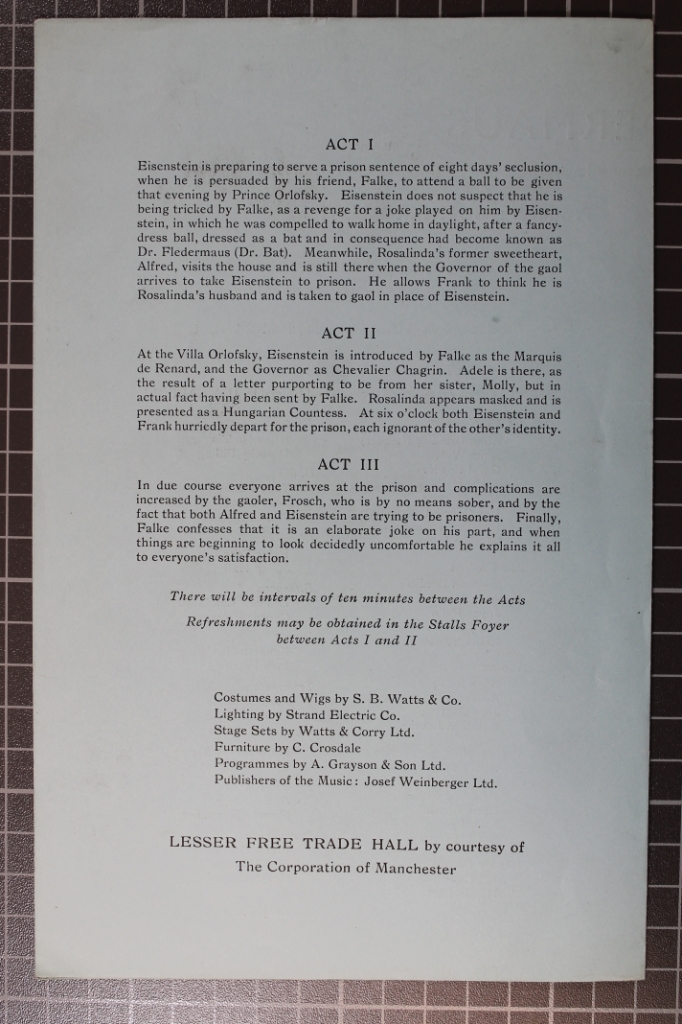 ACT I
Eisenstein is preparing to serve a prison sentence of eight days' seclusion,
when he is persuaded by his friend, Falke, to attend a ball to be given
that evening by Prince Orlofsky. Eisenstein does not suspect that he is
being tricked by Falke, as a revenge for a joke played on him by Eisen-
stein, in which he was compelled to walk home in daylight, after a fancy-
dress ball, dressed as a bat and in consequence had become known as
Dr. Fledermaus (Dr. Bat). Meanwhile, Rosalinda's former sweetheart,
Alfred, visits the house and is still there when the Governor of the gaol
arrives to take Eisenstein to prison. He allows Frank to think he is
Rosalinda's husband and is taken to gaol in place of Eisenstein.
ACT II
At the Villa Orlofsky, Eisenstein is introduced by Falke as the Marquis
de Renard, and the Governor as Chevalier Chagrin. Adele is there, as
the result of a letter purporting to be from her sister, Molly, but in
actual fact having been sent by Falke. Rosalinda appears masked and is
presented as a Hungarian Countess. At six o'clock both Eisenstein and
Frank hurriedly depart for the prison, each ignorant of the other's identity.
ACT III
In due course everyone arrives at the prison and complications are
increased by the gaoler, Frosch, who is by no means sober, and by the
fact that both Alfred and Eisenstein are trying to be prisoners. Finally,
Falke confesses that it is an elaborate joke on his part, and when
things are beginning to look decidedly uncomfortable he explains it all
to everyone's satisfaction.
There will be intervals of ten minutes between the Acts
Refreshments may be obtained in the Stalls Foyer
between Acts I and II
Costumes and Wigs by S. B. Watts & Co.
Lighting by Strand Electric Co.
Stage Sets by Watts & Corry Ltd.
Furniture by C. Crosdale
Programmes by A. Grayson & Son Ltd.
Publishers of the Music: Josef Weinberger Ltd.
LESSER FREE TRADE HALL by courtesy of
The Corporation of Manchester